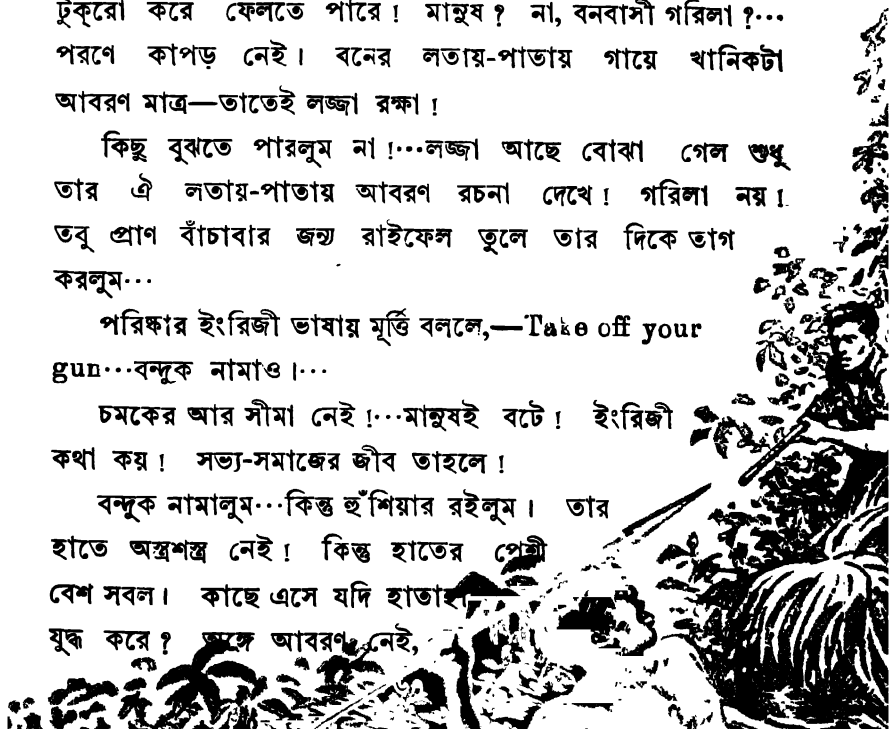 টুক্‌রো করে ফেলতে পারে ! মানুষ ? না, বনবাসী গরিলা ?···
পরণে কাপড় নেই । বনের লতায়-পাতায় গায়ে খানিকটা
আবরণ মাত্র—তাতেই লজ্জা রক্ষা !
কিছু বুঝতে পারলুম না !···লজ্জা আছে বোঝা গেল শুধু
তার ঐ লতায়-পাতায় আবরণ রচনা দেখে ! গরিলা নয় !
তবু প্রাণ বাঁচাবার জন্য রাইফেল তুলে তার দিকে তাগ
করলুম···
পরিষ্কার ইংরিজী ভাষায় মূর্ত্তি বললে,—Take off your
gun···বন্দুক নামাও ।···
চমকের আর সীমা নেই !···মানুষই বটে ! ইংরিজী
কথা কয় ! সভ্য-সমাজের জীব তাহলে !
বন্দুক নামালুম···কিন্তু হুঁশিয়ার রইলুম । তার
হাতে অস্ত্রশস্ত্র নেই ! কিন্তু হাতের পেশী
বেশ সবল । কাছে এসে যদি
যুদ্ধ করে ? অঙ্গে আবরণ নেই,